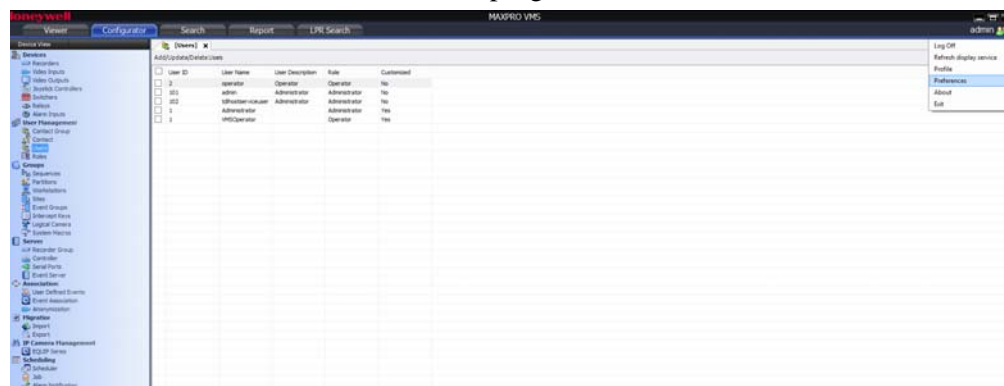 Honeywell
MAXPRO VMS
Viewer Configurator Search Report LPR Search
admin
Device View
[Users] x
Add/Update/Delete Users
User ID User Name User Description Role Customized
2 operator Operator Operator No
101 admin Administrator Administrator No
102 Administrator Administrator No
1 Administrator Administrator Yes
3 VMSOperator Operator Yes
Devices
Recorders
Video Inputs
Video Outputs
Joystick Controllers
Switchers
Relays
Alarm Inputs
User Management
Contact Group
Contact
Users
Roles
Groups
Sequences
Partitions
Workstations
Sites
Event Groups
Intercept Keys
Logical Camera
System Macros
Server
Recorder Group
Controller
Serial Ports
Event Server
Association
User Defined Events
Event Association
Anonymization
Migration
Import
Export
IP Camera Management
EQUIP Series
Scheduling
Scheduler
Job
Alarm Notification
Log Off
Refresh display service
Profile
Preferences
About
Exit